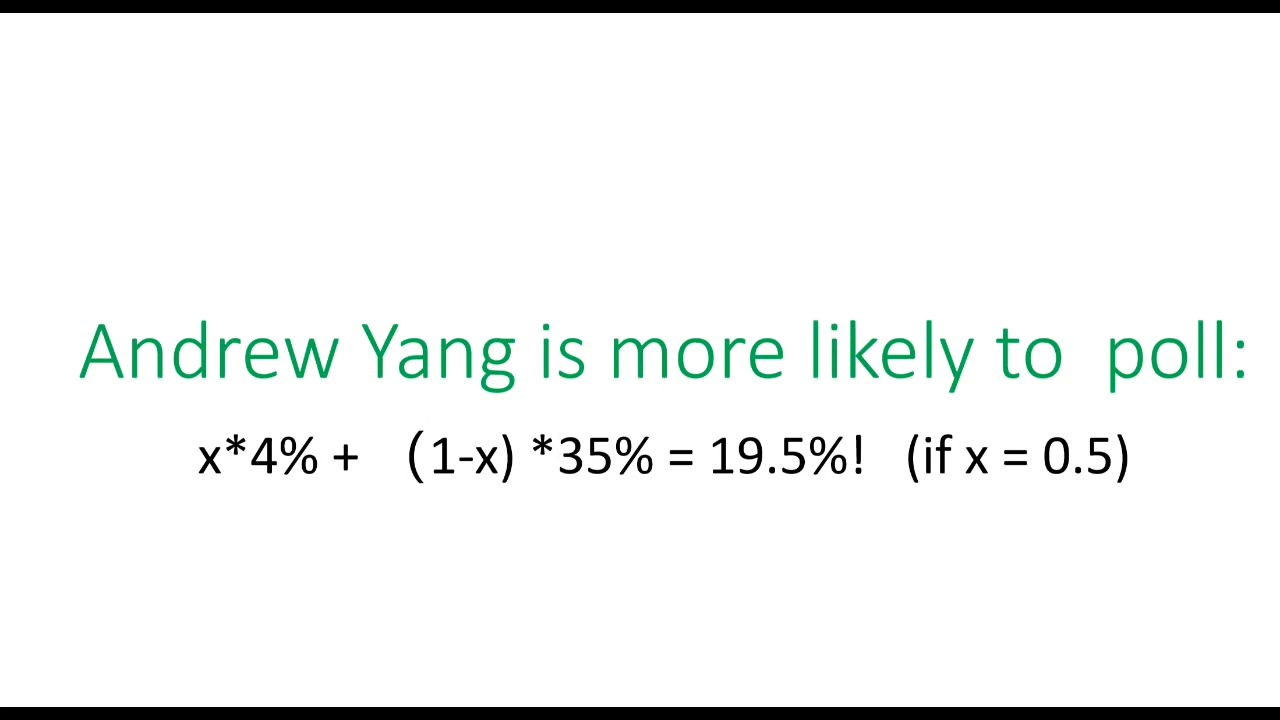 Andrew Yang is more likely to  poll:
x*4% +   (1-x) *35% = 19.5%!   (if x = 0.5)